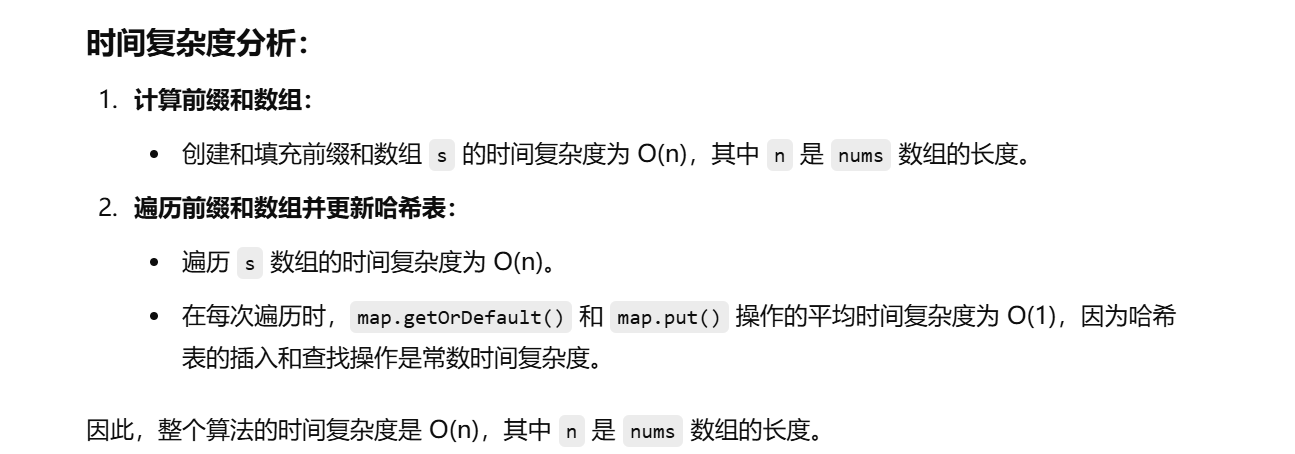 时间复杂度分析：
1. 计算前缀和数组：
• 创建和填充前缀和数组 s 的时间复杂度为 O(n)，其中 n 是 nums 数组的长度。
2. 遍历前缀和数组并更新哈希表：
• 遍历 s 数组的时间复杂度为 O(n)。
• 在每次遍历时，map.getOrDefault() 和 map.put() 操作的平均时间复杂度为 O(1)，因为哈希
表的插入和查找操作是常数时间复杂度。
因此，整个算法的时间复杂度是 O(n)，其中 n 是 nums 数组的长度。